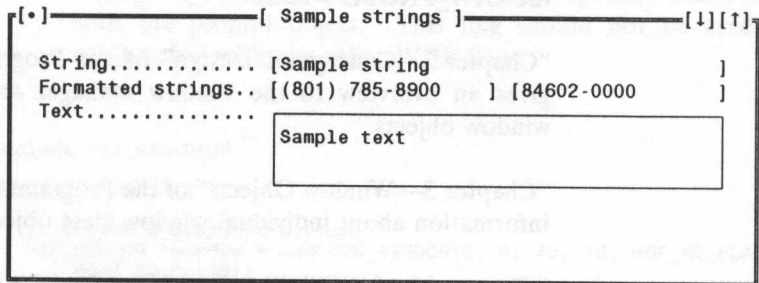 [•] [ Sample strings ] [↓][↑]
String............. [Sample string ]
Formatted strings.. [(801) 785-8900 ] [84602-0000 ]
Text...............
Sample text